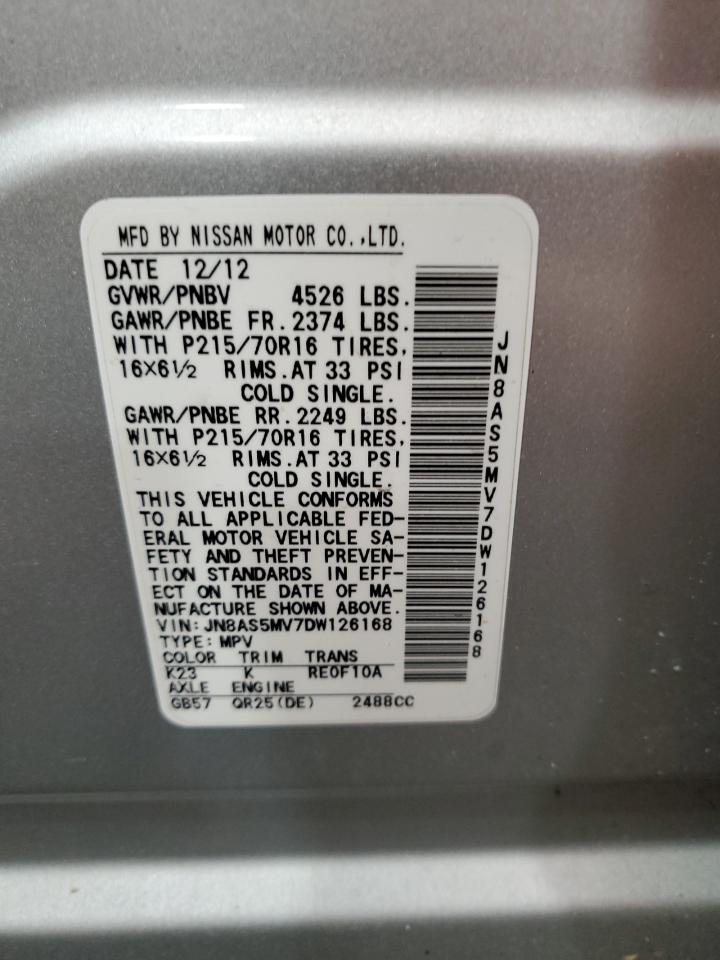 MFD BY NISSAN MOTOR CO.,LTD.
DATE 12/12
GVWR/PNBV 4526 LBS.
GAWR/PNBE FR.2374 LBS.
WITH P215/70R16 TIRES,
16×6½ RIMS.AT 33 PSI
COLD SINGLE.
GAWR/PNBE RR.2249 LBS.
WITH P215/70R16 TIRES,
16×6½ RIMS.AT 33 PSI
COLD SINGLE.
THIS VEHICLE CONFORMS
TO ALL APPLICABLE FED-
ERAL MOTOR VEHICLE SA-
FETY AND THEFT PREVEN-
TION STANDARDS IN EFF-
ECT ON THE DATE OF MA-
NUFACTURE SHOWN ABOVE.
VIN: JN8AS5MV7DW126168
TYPE: MPV
COLOR TRIM TRANS
K23 K RE0F10A
AXLE ENGINE
GB57 QR25(DE) 2488CC
JN8AS5MV7DW126168